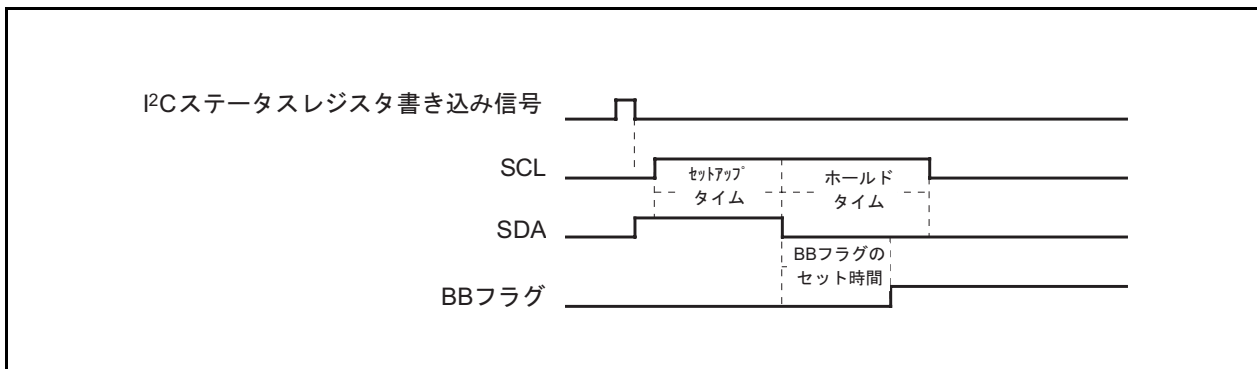 I²Cステータスレジスタ書き込み信号
SCL
ｾｯﾄｱｯﾌﾟ
タイム
ホールド
タイム
SDA
BBフラグの
セット時間
BBフラグ